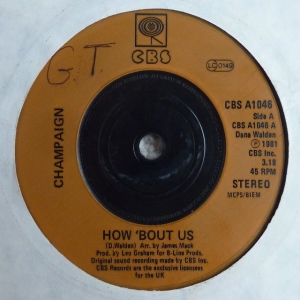 G.T.
CBS
LC0149
CHAMPAIGN
CBS A1046
Side A
CBS A1046-A
Dana Walden
Ⓟ 1981
CBS Inc.
3.18
45 RPM
STEREO
MCPS/BIEM
HOW 'BOUT US
(D.Walden) Arr. by James Mack
Prod. by Leo Graham for B-Line Prods.
Original sound recording made by CBS Inc.
CBS Records are the exclusive licensees
for the UK